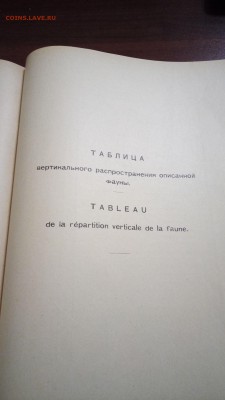 COINS.LAVE.RU
ТАБЛИЦА
вертикального распространения описанной
фауны.
TABLEAU
de la répartition verticale de la faune.